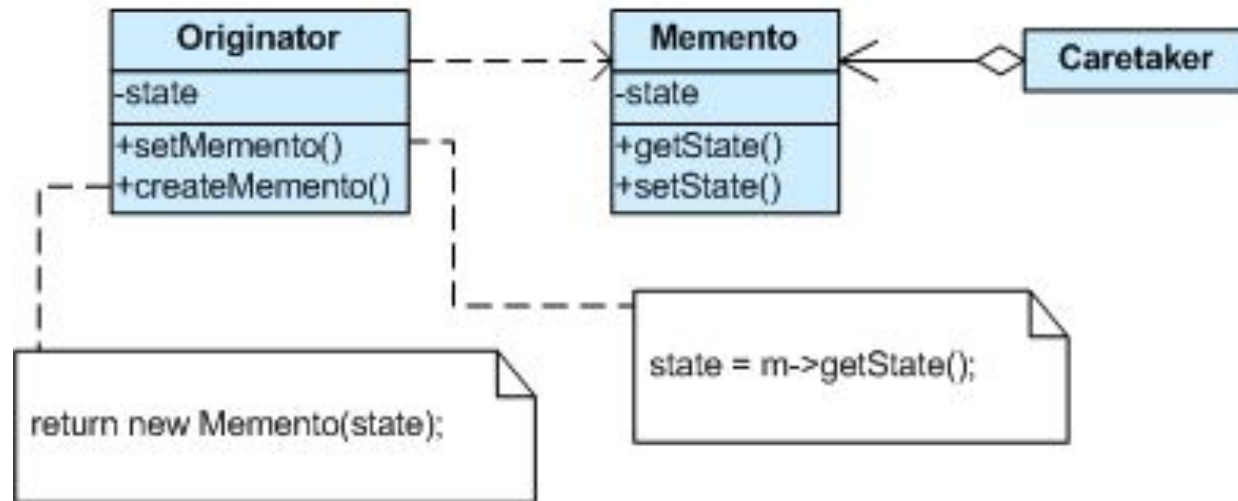 Originator
-state
+setMemento()
+createMemento()
Memento
-state
+getState()
+setState()
Caretaker
return new Memento(state);
state = m->getState();